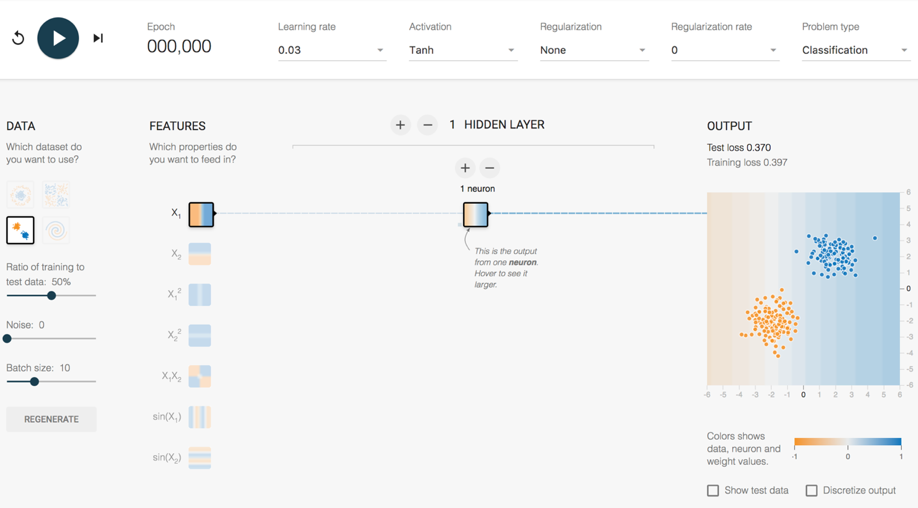 Epoch
000,000
Learning rate
0.03
Activation
Tanh
Regularization
None
Regularization rate
0
Problem type
Classification
DATA
Which dataset do
you want to use?
Ratio of training to
test data: 50%
Noise: 0
Batch size: 10
REGENERATE
FEATURES
Which properties do
you want to feed in?
X₁
X₂
X₁²
X₂²
X₁X₂
sin(X₁)
sin(X₂)
+ − 1 HIDDEN LAYER
+ −
1 neuron
This is the output
from one neuron.
Hover to see it
larger.
OUTPUT
Test loss 0.370
Training loss 0.397
6
5
4
3
2
1
0
-1
-2
-3
-4
-5
-6
-6 -5 -4 -3 -2 -1 0 1 2 3 4 5 6
Colors shows
data, neuron and
weight values.
-1 0 1
Show test data
Discretize output